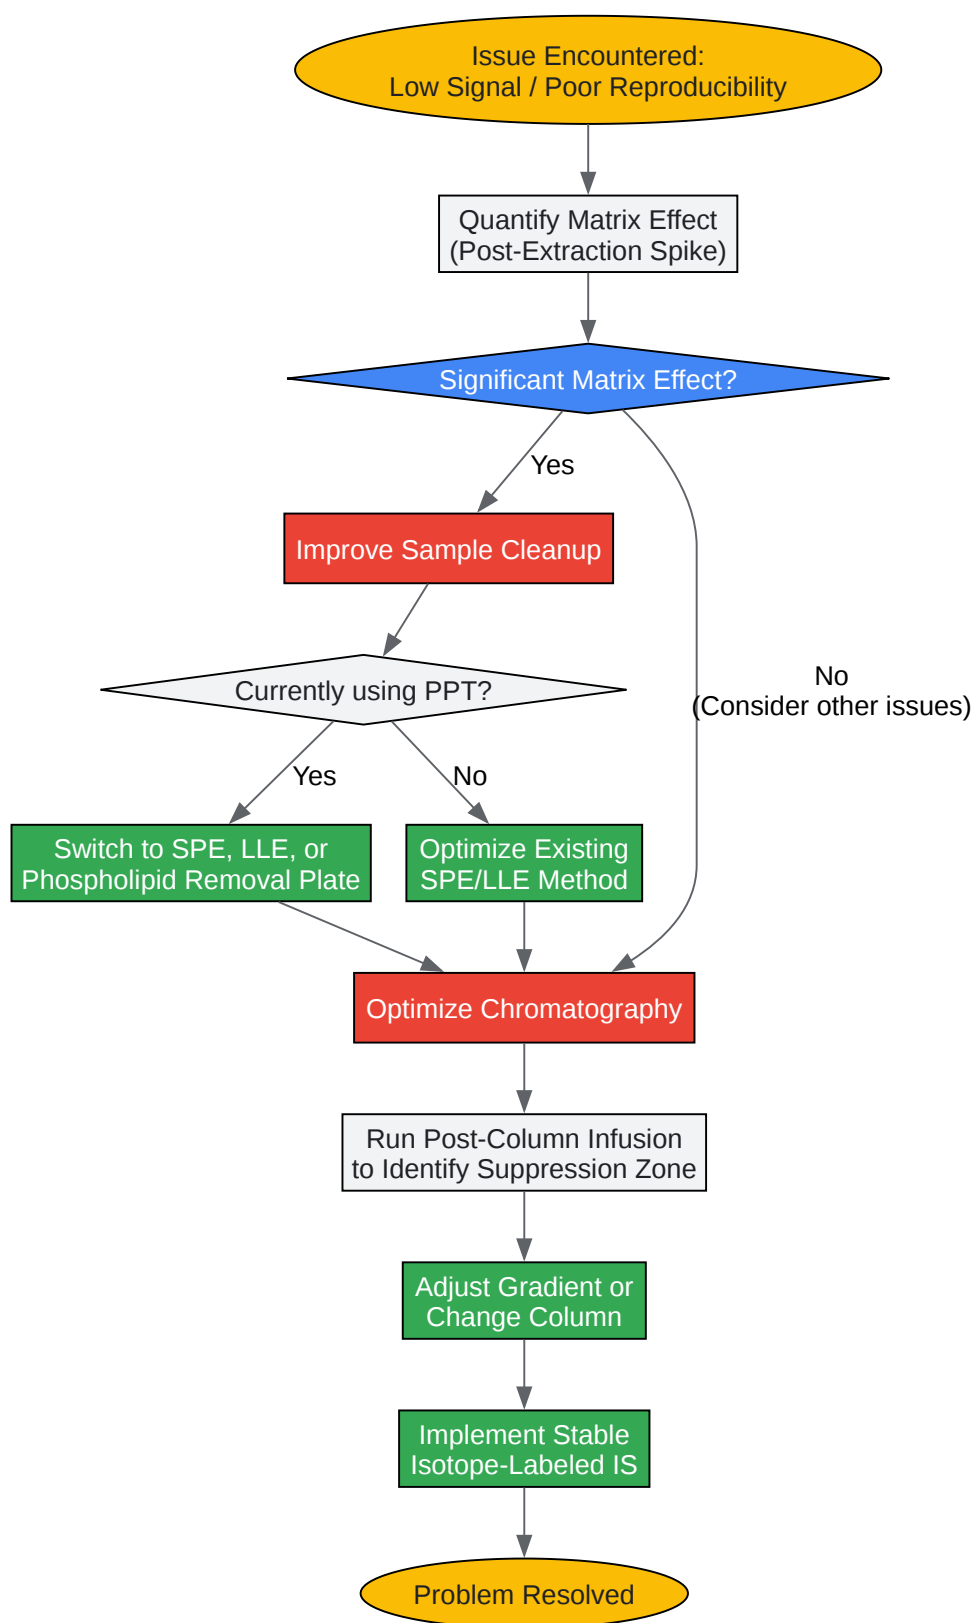 Issue Encountered:
Low Signal / Poor Reproducibility
Quantify Matrix Effect
(Post-Extraction Spike)
Significant Matrix Effect?
Yes
Improve Sample Cleanup
No
(Consider other issues)
Currently using PPT?
Yes
No
Switch to SPE, LLE, or
Phospholipid Removal Plate
Optimize Existing
SPE/LLE Method
Optimize Chromatography
Run Post-Column Infusion
to Identify Suppression Zone
Adjust Gradient or
Change Column
Implement Stable
Isotope-Labeled IS
Problem Resolved